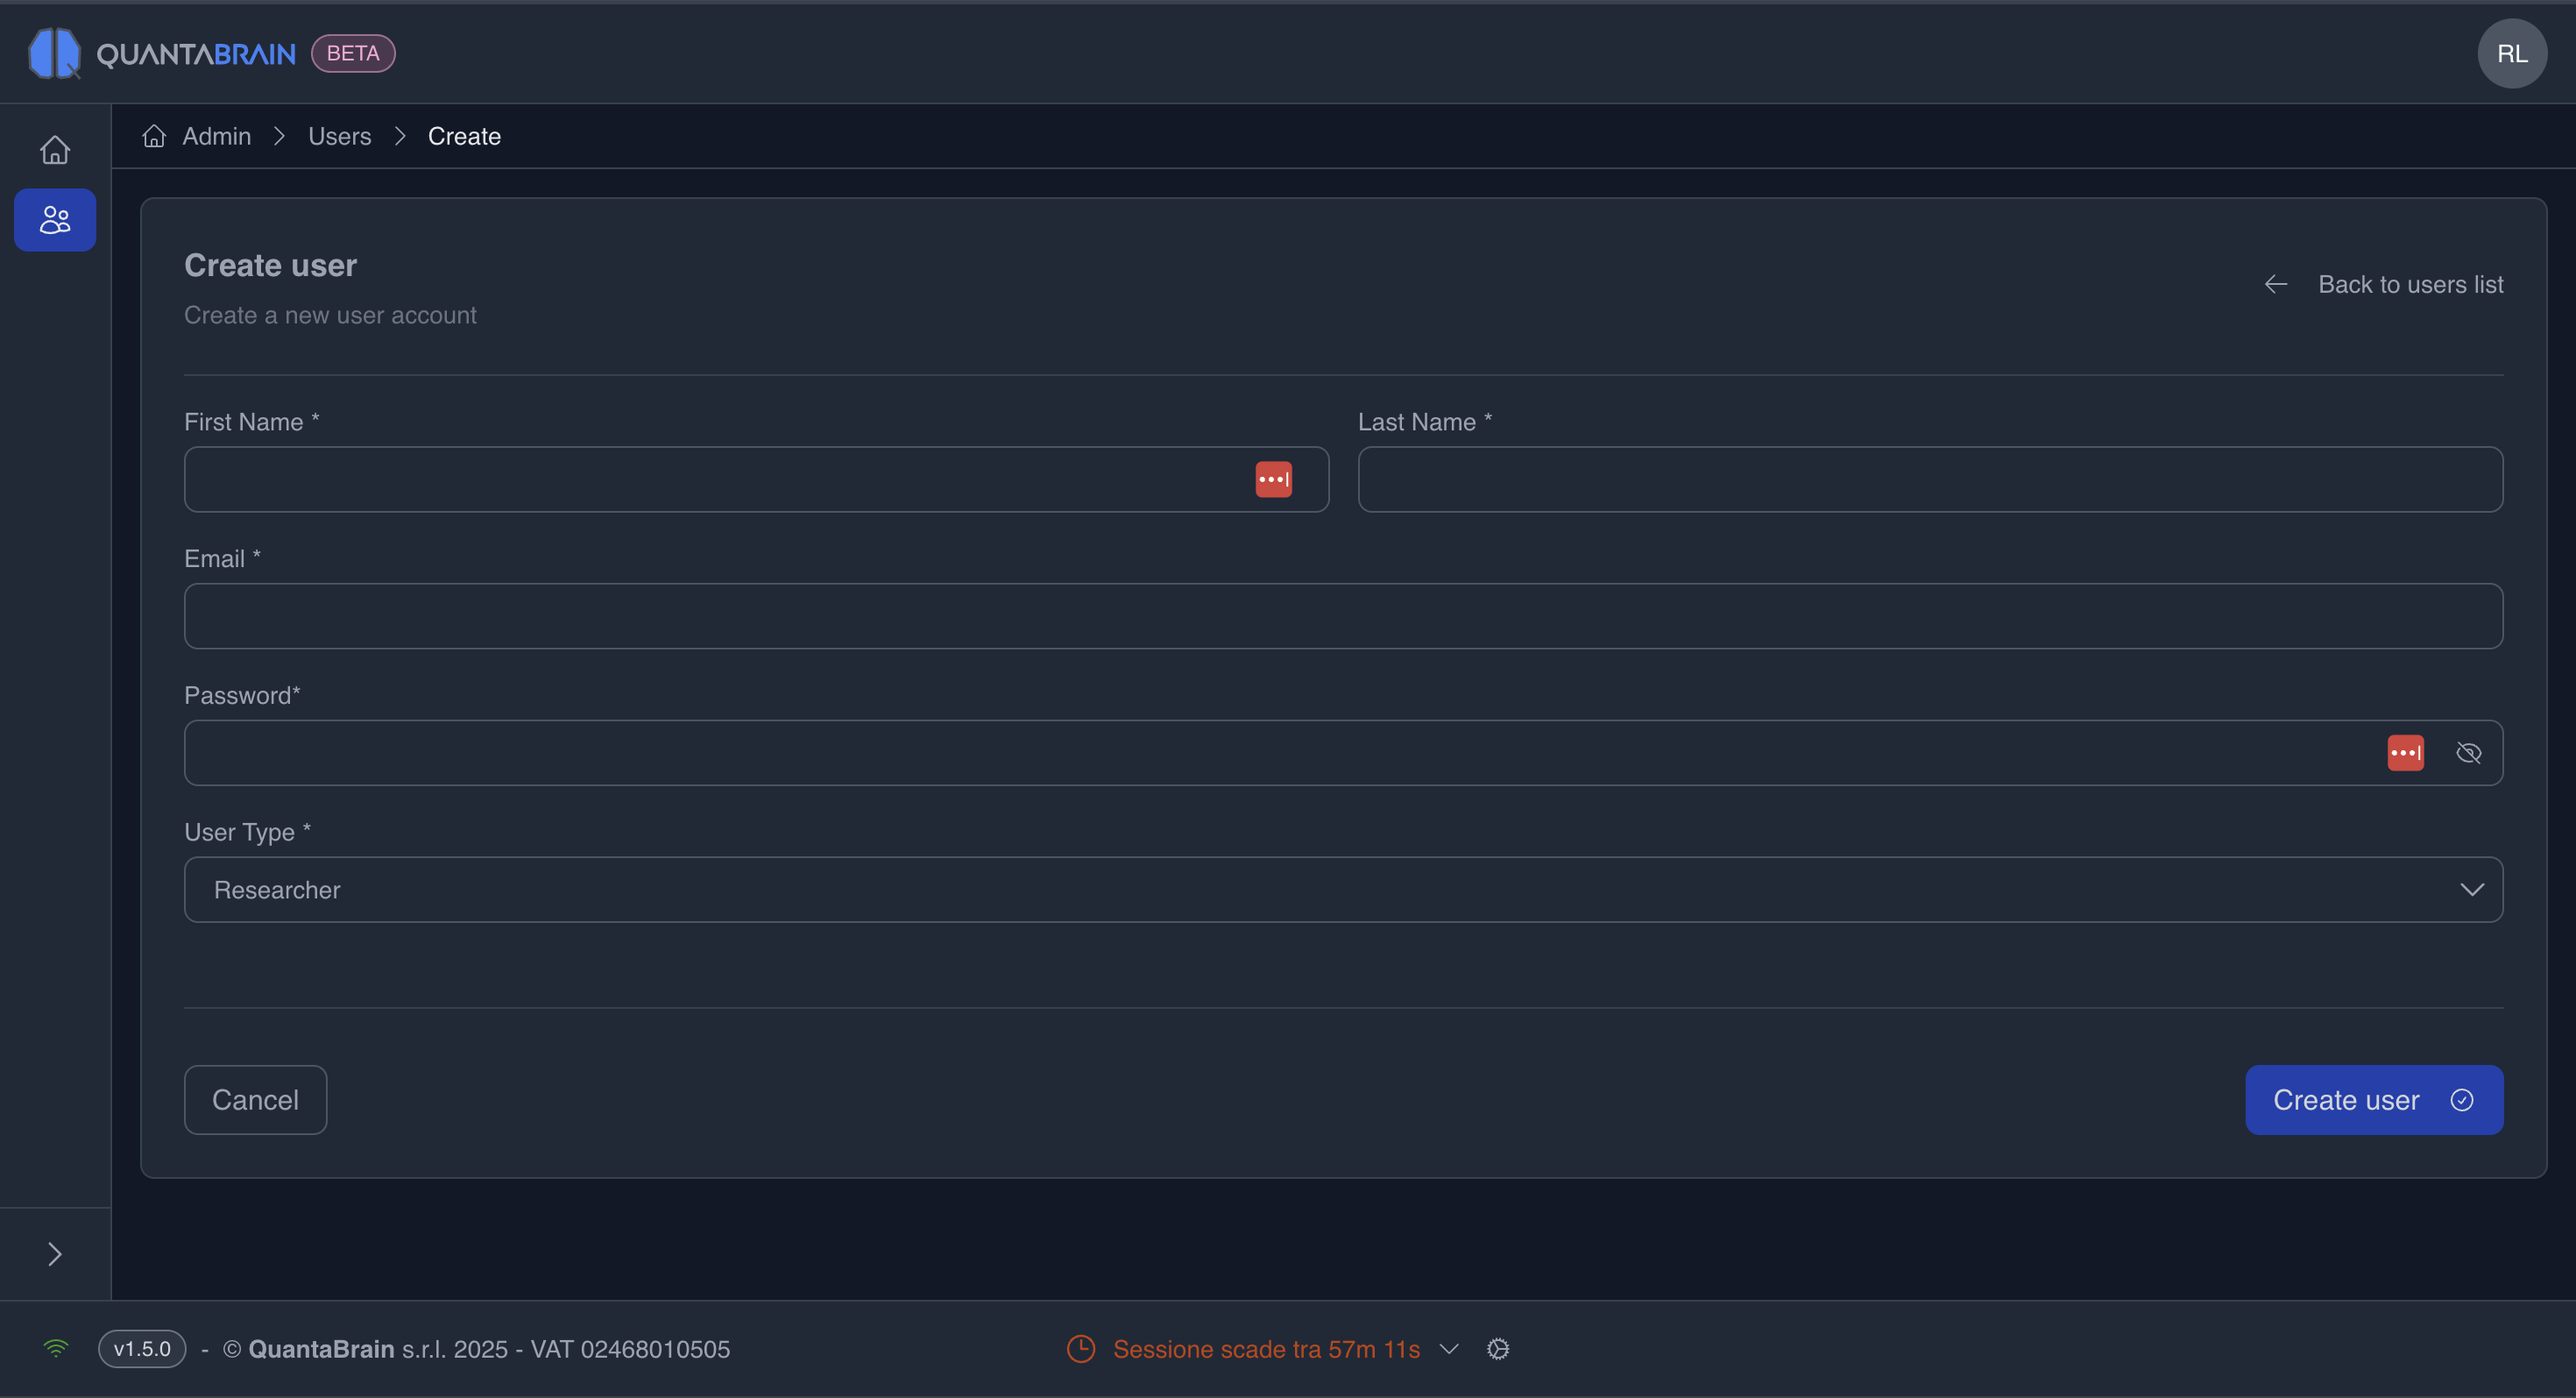 QUANTABRAIN BETA
RL
Admin Users Create
Create user
Create a new user account
Back to users list
First Name *
Last Name *
Email *
Password*
User Type *
Researcher
Cancel
Create user
v1.5.0 - © QuantaBrain s.r.l. 2025 - VAT 02468010505
Sessione scade tra 57m 11s